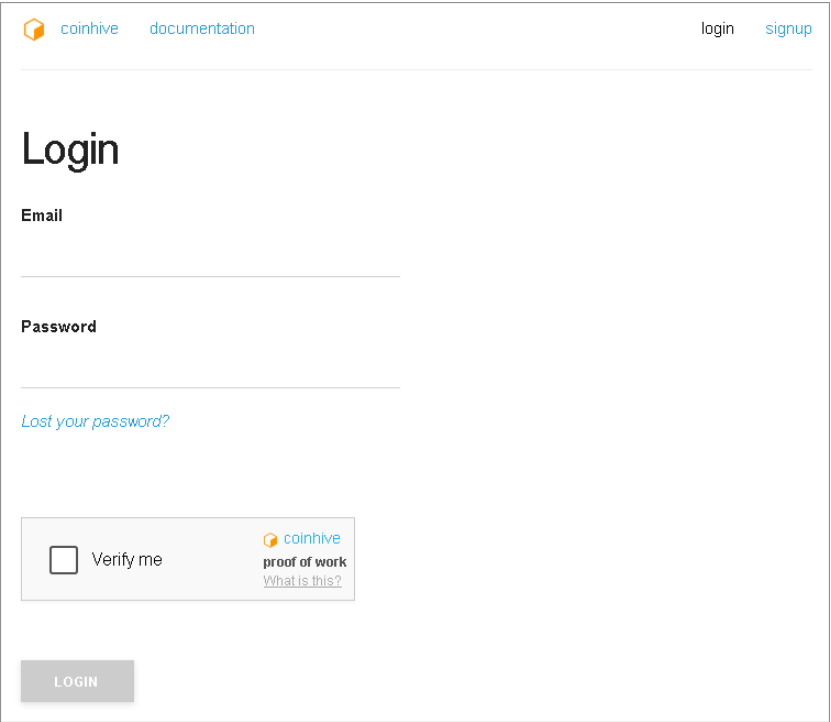 coinhive documentation login signup
Login
Email
Password
Lost your password?
Verify me
coinhive
proof of work
What is this?
LOGIN